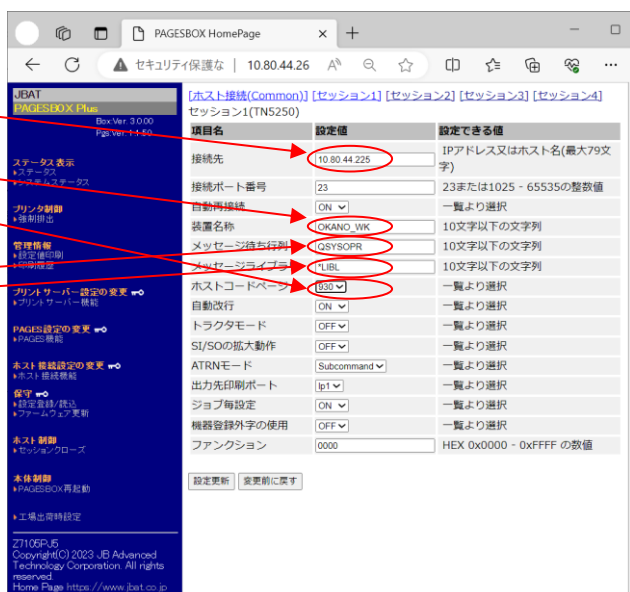 PAGESBOX HomePage
セキュリティ保護な | 10.80.44.26
JBAT
PAGESBOX Plus
Box:Ver. 3.0.00
Pgs:Ver. 1.1.50
ステータス表示
ステータス
システムステータス
プリンタ制御
強制排出
管理情報
設定値印刷
印刷履歴
プリントサーバー設定の変更
プリントサーバー機能
PAGES設定の変更
PAGES機能
ホスト接続設定の変更
ホスト接続機能
保守
設定登録/読込
ファームウェア更新
ホスト制御
セッションクローズ
本体制御
PAGESBOX再起動
工場出荷時設定
Z7105PJ5
Copyright(C) 2023 JB Advanced
Technology Corporation. All rights
reserved.
Home Page https://www.jbat.co.jp
[ホスト接続(Common)] [セッション1] [セッション2] [セッション3] [セッション4]
セッション1(TN5250)
項目名 設定値 設定できる値
接続先 10.80.44.225 IPアドレス又はホスト名(最大79文字)
接続ポート番号 23 23または1025 - 65535の整数値
自動再接続 ON 一覧より選択
装置名称 OKANO_WK 10文字以下の文字列
メッセージ待ち行列 QSYSOPR 10文字以下の文字列
メッセージライブラリ *LIBL 10文字以下の文字列
ホストコードページ 930 一覧より選択
自動改行 ON 一覧より選択
トラクタモード OFF 一覧より選択
SI/SOの拡大動作 OFF 一覧より選択
ATRNモード Subcommand 一覧より選択
出力先印刷ポート lp1 一覧より選択
ジョブ毎設定 ON 一覧より選択
機器登録外字の使用 OFF 一覧より選択
ファンクション 0000 HEX 0x0000 - 0xFFFF の数値
設定更新 変更前に戻す